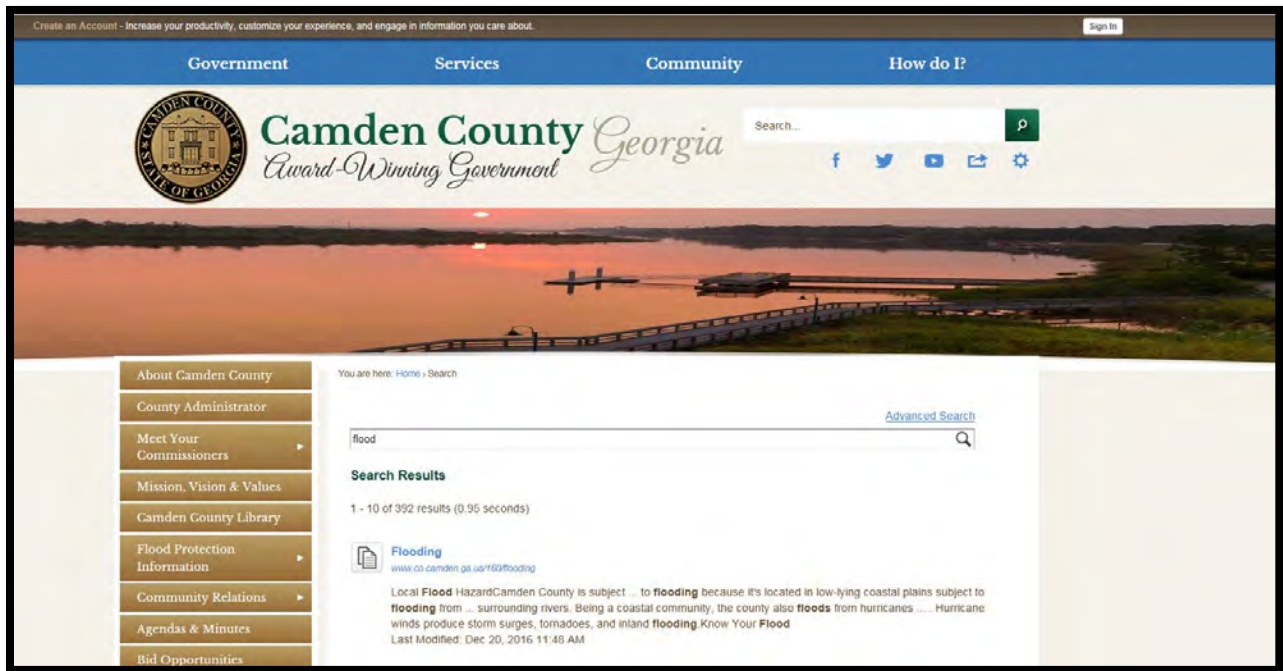 Create an Account - Increase your productivity, customize your experience, and engage in information you care about.
Sign In
Government
Services
Community
How do I?
CAMDEN COUNTY
STATE OF GEORGIA
Camden County Georgia
Award-Winning Government
Search...
You are here: Home › Search
About Camden County
County Administrator
Meet Your
Commissioners
Mission, Vision & Values
Camden County Library
Flood Protection
Information
Community Relations
Agendas & Minutes
Bid Opportunities
Advanced Search
flood
Search Results
1 - 10 of 392 results (0.95 seconds)
Flooding
www.co.camden.ga.us/160/flooding
Local Flood HazardCamden County is subject ... to flooding because it's located in low-lying coastal plains subject to
flooding from ... surrounding rivers. Being a coastal community, the county also floods from hurricanes ... . Hurricane
winds produce storm surges, tornadoes, and inland flooding.Know Your Flood
Last Modified: Dec 20, 2016 11:48 AM